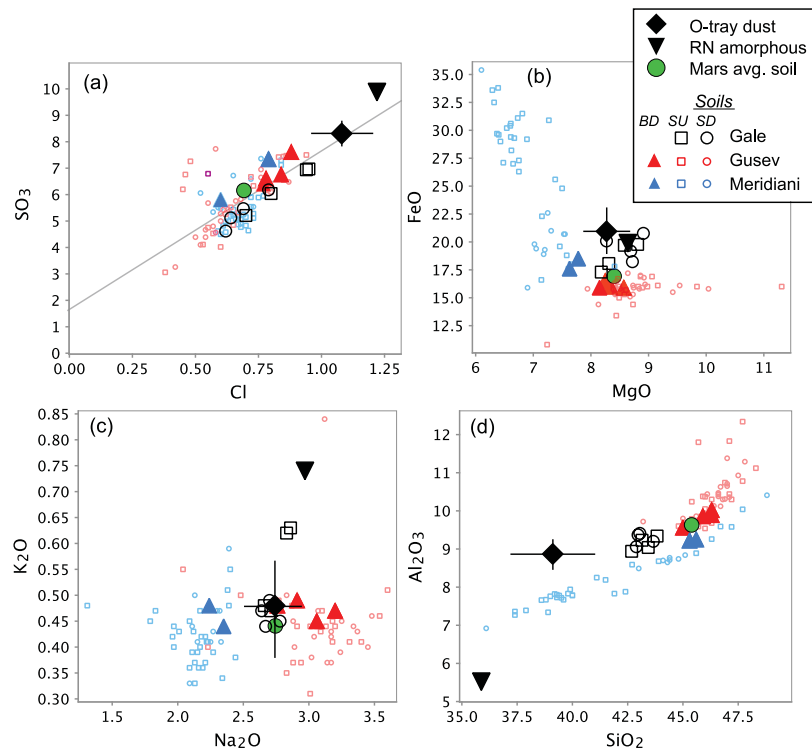 O-tray dust
RN amorphous
Mars avg. soil
Soils
BD SU SD
Gale
Gusev
Meridiani
(a)
10
9
8
7
6
5
4
3
2
1
0
SO3
0.00 0.25 0.50 0.75 1.00 1.25
Cl
(b)
35.0
32.5
30.0
27.5
25.0
22.5
20.0
17.5
15.0
12.5
FeO
6 7 8 9 10 11
MgO
(c)
0.85
0.80
0.75
0.70
0.65
0.60
0.55
0.50
0.45
0.40
0.35
0.30
K2O
1.5 2.0 2.5 3.0 3.5
Na2O
(d)
12
11
10
9
8
7
6
5
Al2O3
35.0 37.5 40.0 42.5 45.0 47.5
SiO2